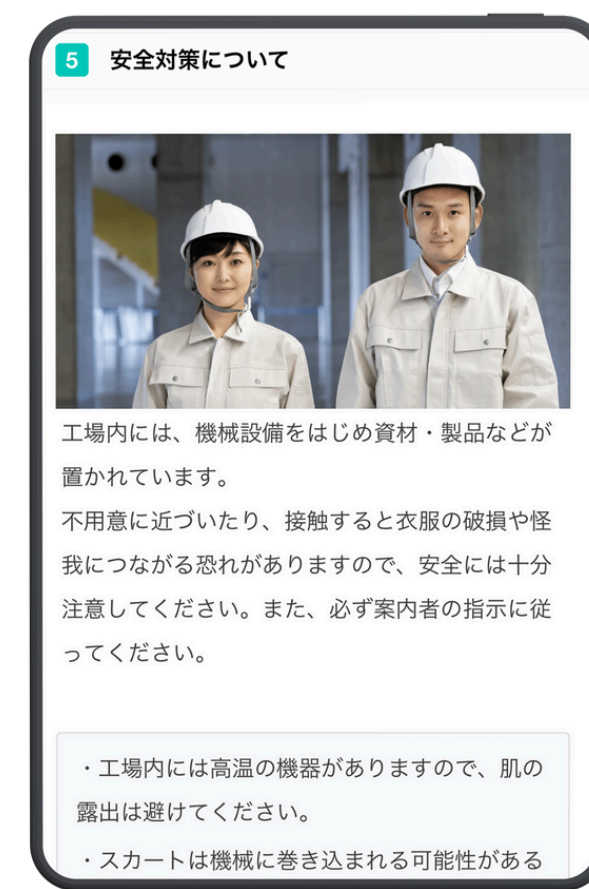 5 安全対策について
工場内には、機械設備をはじめ資材・製品などが
置かれています。
不用意に近づいたり、接触すると衣服の破損や怪
我につながる恐れがありますので、安全には十分
注意してください。また、必ず案内者の指示に従
ってください。
・工場内には高温の機器がありますので、肌の
露出は避けてください。
・スカートは機械に巻き込まれる可能性がある